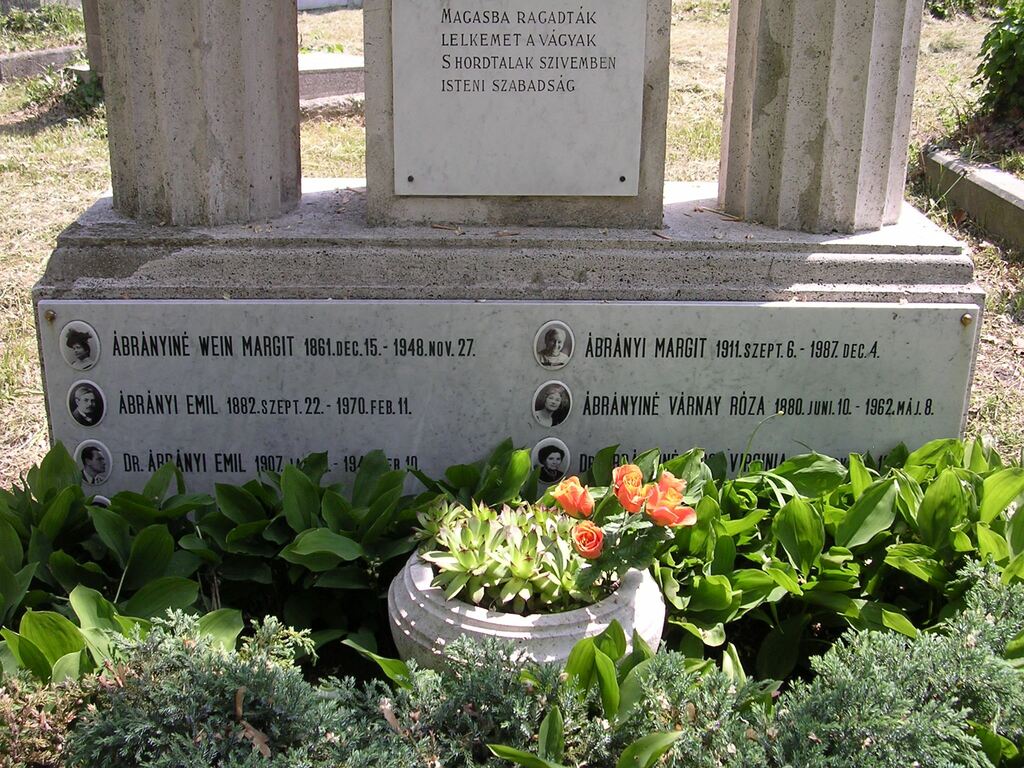 MAGASBA RAGADTÁK
LELKEMET A VÁGYAK
S HORDTALAK SZIVEMBEN
ISTENI SZABADSÁG
ÁBRÁNYINÉ WEIN MARGIT 1861.DEC.15.-1948.NOV.27.
ÁBRÁNYI EMIL 1882.SZEPT.22.-1970.FEB.11.
DR. ÁBRÁNYI EMIL 1907.
ÁBRÁNYI MARGIT 1911.SZEPT.6.-1987.DEC.4.
ÁBRÁNYINÉ VÁRNAY RÓZA 1880.JUNI.10.-1962.MÁJ.8.
VIRGINIA